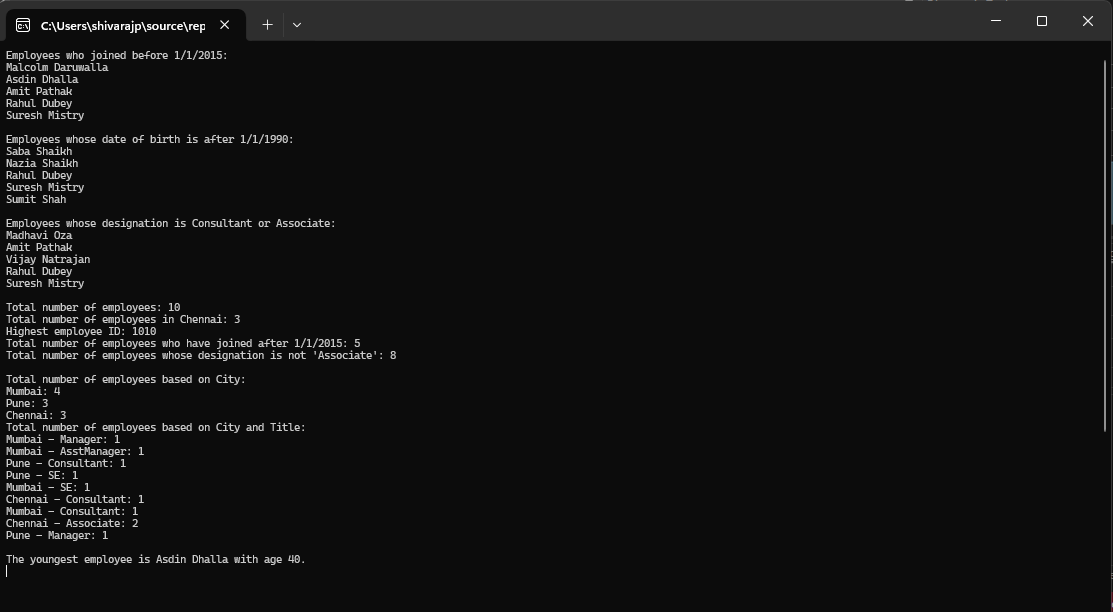 C:\Users\shivarajp\source\rep
Employees who joined before 1/1/2015:
Malcolm Daruwalla
Asdin Dhalla
Amit Pathak
Rahul Dubey
Suresh Mistry
Employees whose date of birth is after 1/1/1990:
Saba Shaikh
Nazia Shaikh
Rahul Dubey
Suresh Mistry
Sumit Shah
Employees whose designation is Consultant or Associate:
Madhavi Oza
Amit Pathak
Vijay Natrajan
Rahul Dubey
Suresh Mistry
Total number of employees: 10
Total number of employees in Chennai: 3
Highest employee ID: 1010
Total number of employees who have joined after 1/1/2015: 5
Total number of employees whose designation is not 'Associate': 8
Total number of employees based on City:
Mumbai: 4
Pune: 3
Chennai: 3
Total number of employees based on City and Title:
Mumbai - Manager: 1
Mumbai - AsstManager: 1
Pune - Consultant: 1
Pune - SE: 1
Mumbai - SE: 1
Chennai - Consultant: 1
Mumbai - Consultant: 1
Chennai - Associate: 2
Pune - Manager: 1
The youngest employee is Asdin Dhalla with age 40.